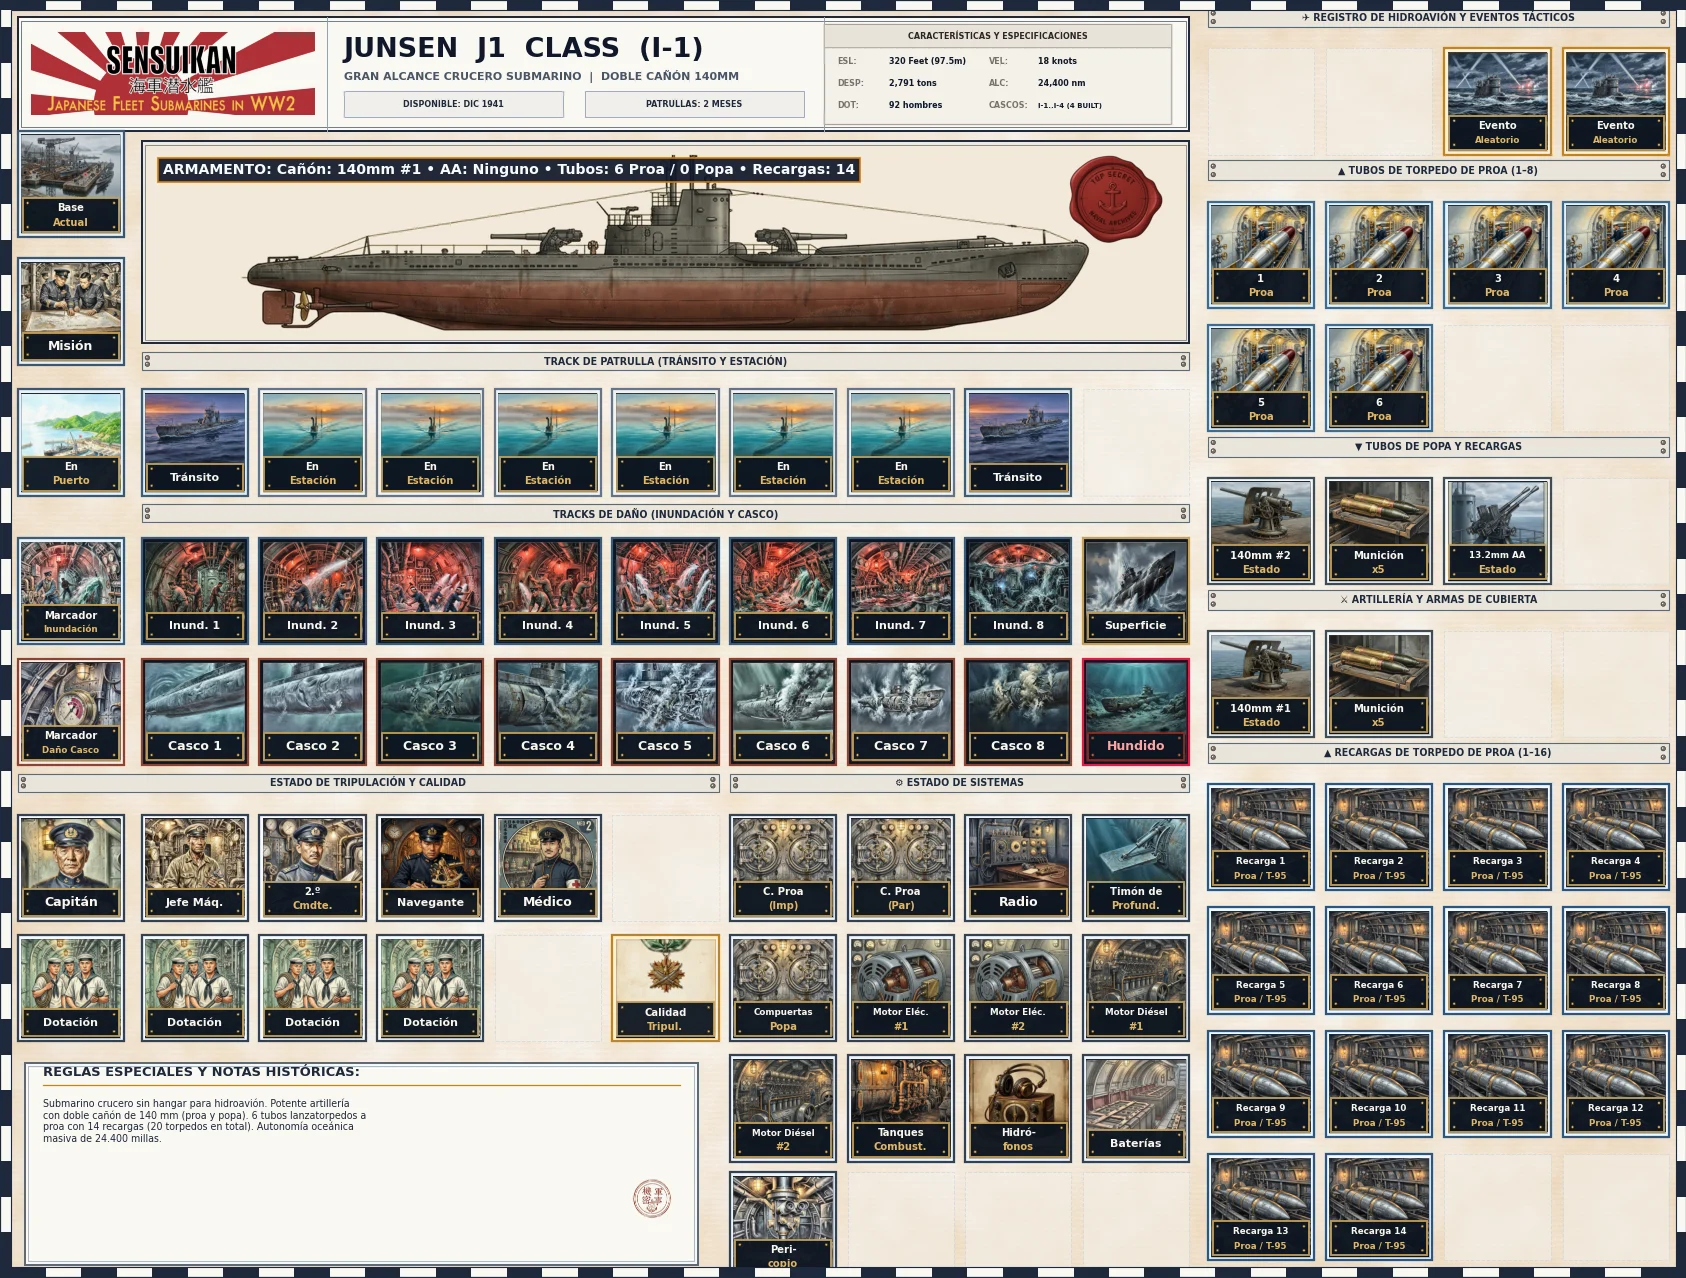 SENSUIKAN
海軍潜水艦
JAPANESE FLEET SUBMARINES IN WW2
JUNSEN J1 CLASS (I-1)
GRAN ALCANCE CRUCERO SUBMARINO | DOBLE CAÑÓN 140MM
DISPONIBLE: DIC 1941
PATRULLAS: 2 MESES
CARACTERÍSTICAS Y ESPECIFICACIONES
ESL: 320 Feet (97.5m) VEL: 18 knots
DESP: 2,791 tons ALC: 24,400 nm
DOT: 92 hombres CASCOS: I-1..I-4 (4 BUILT)
Base
Actual
Misión
ARMAMENTO: Cañón: 140mm #1 • AA: Ninguno • Tubos: 6 Proa / 0 Popa • Recargas: 14
TOP SECRET
NAVAL ARCHIVES
TRACK DE PATRULLA (TRÁNSITO Y ESTACIÓN)
En
Puerto
Tránsito
En
Estación
En
Estación
En
Estación
En
Estación
En
Estación
En
Estación
Tránsito
TRACKS DE DAÑO (INUNDACIÓN Y CASCO)
Marcador
Inundación
Inund. 1
Inund. 2
Inund. 3
Inund. 4
Inund. 5
Inund. 6
Inund. 7
Inund. 8
Superficie
Marcador
Daño Casco
Casco 1
Casco 2
Casco 3
Casco 4
Casco 5
Casco 6
Casco 7
Casco 8
Hundido
ESTADO DE TRIPULACIÓN Y CALIDAD
Capitán
Jefe Máq.
2.º
Cmdte.
Navegante
Médico
Dotación
Dotación
Dotación
Dotación
Calidad
Tripul.
⚙ ESTADO DE SISTEMAS
C. Proa
(Imp)
C. Proa
(Par)
Radio
Timón de
Profund.
Compuertas
Popa
Motor Eléc.
#1
Motor Eléc.
#2
Motor Diésel
#1
Motor Diésel
#2
Tanques
Combust.
Hidró-
fonos
Baterías
Peri-
copio
REGLAS ESPECIALES Y NOTAS HISTÓRICAS:
Submarino crucero sin hangar para hidroavión. Potente artillería
con doble cañón de 140 mm (proa y popa). 6 tubos lanzatorpedos a
proa con 14 recargas (20 torpedos en total). Autonomía oceánica
masiva de 24.400 millas.
✈ REGISTRO DE HIDROAVIÓN Y EVENTOS TÁCTICOS
Evento
Aleatorio
Evento
Aleatorio
▲ TUBOS DE TORPEDO DE PROA (1–8)
1
Proa
2
Proa
3
Proa
4
Proa
5
Proa
6
Proa
▼ TUBOS DE POPA Y RECARGAS
140mm #2
Estado
Munición
x5
13.2mm AA
Estado
⚔ ARTILLERÍA Y ARMAS DE CUBIERTA
140mm #1
Estado
Munición
x5
▲ RECARGAS DE TORPEDO DE PROA (1–16)
Recarga 1
Proa / T-95
Recarga 2
Proa / T-95
Recarga 3
Proa / T-95
Recarga 4
Proa / T-95
Recarga 5
Proa / T-95
Recarga 6
Proa / T-95
Recarga 7
Proa / T-95
Recarga 8
Proa / T-95
Recarga 9
Proa / T-95
Recarga 10
Proa / T-95
Recarga 11
Proa / T-95
Recarga 12
Proa / T-95
Recarga 13
Proa / T-95
Recarga 14
Proa / T-95